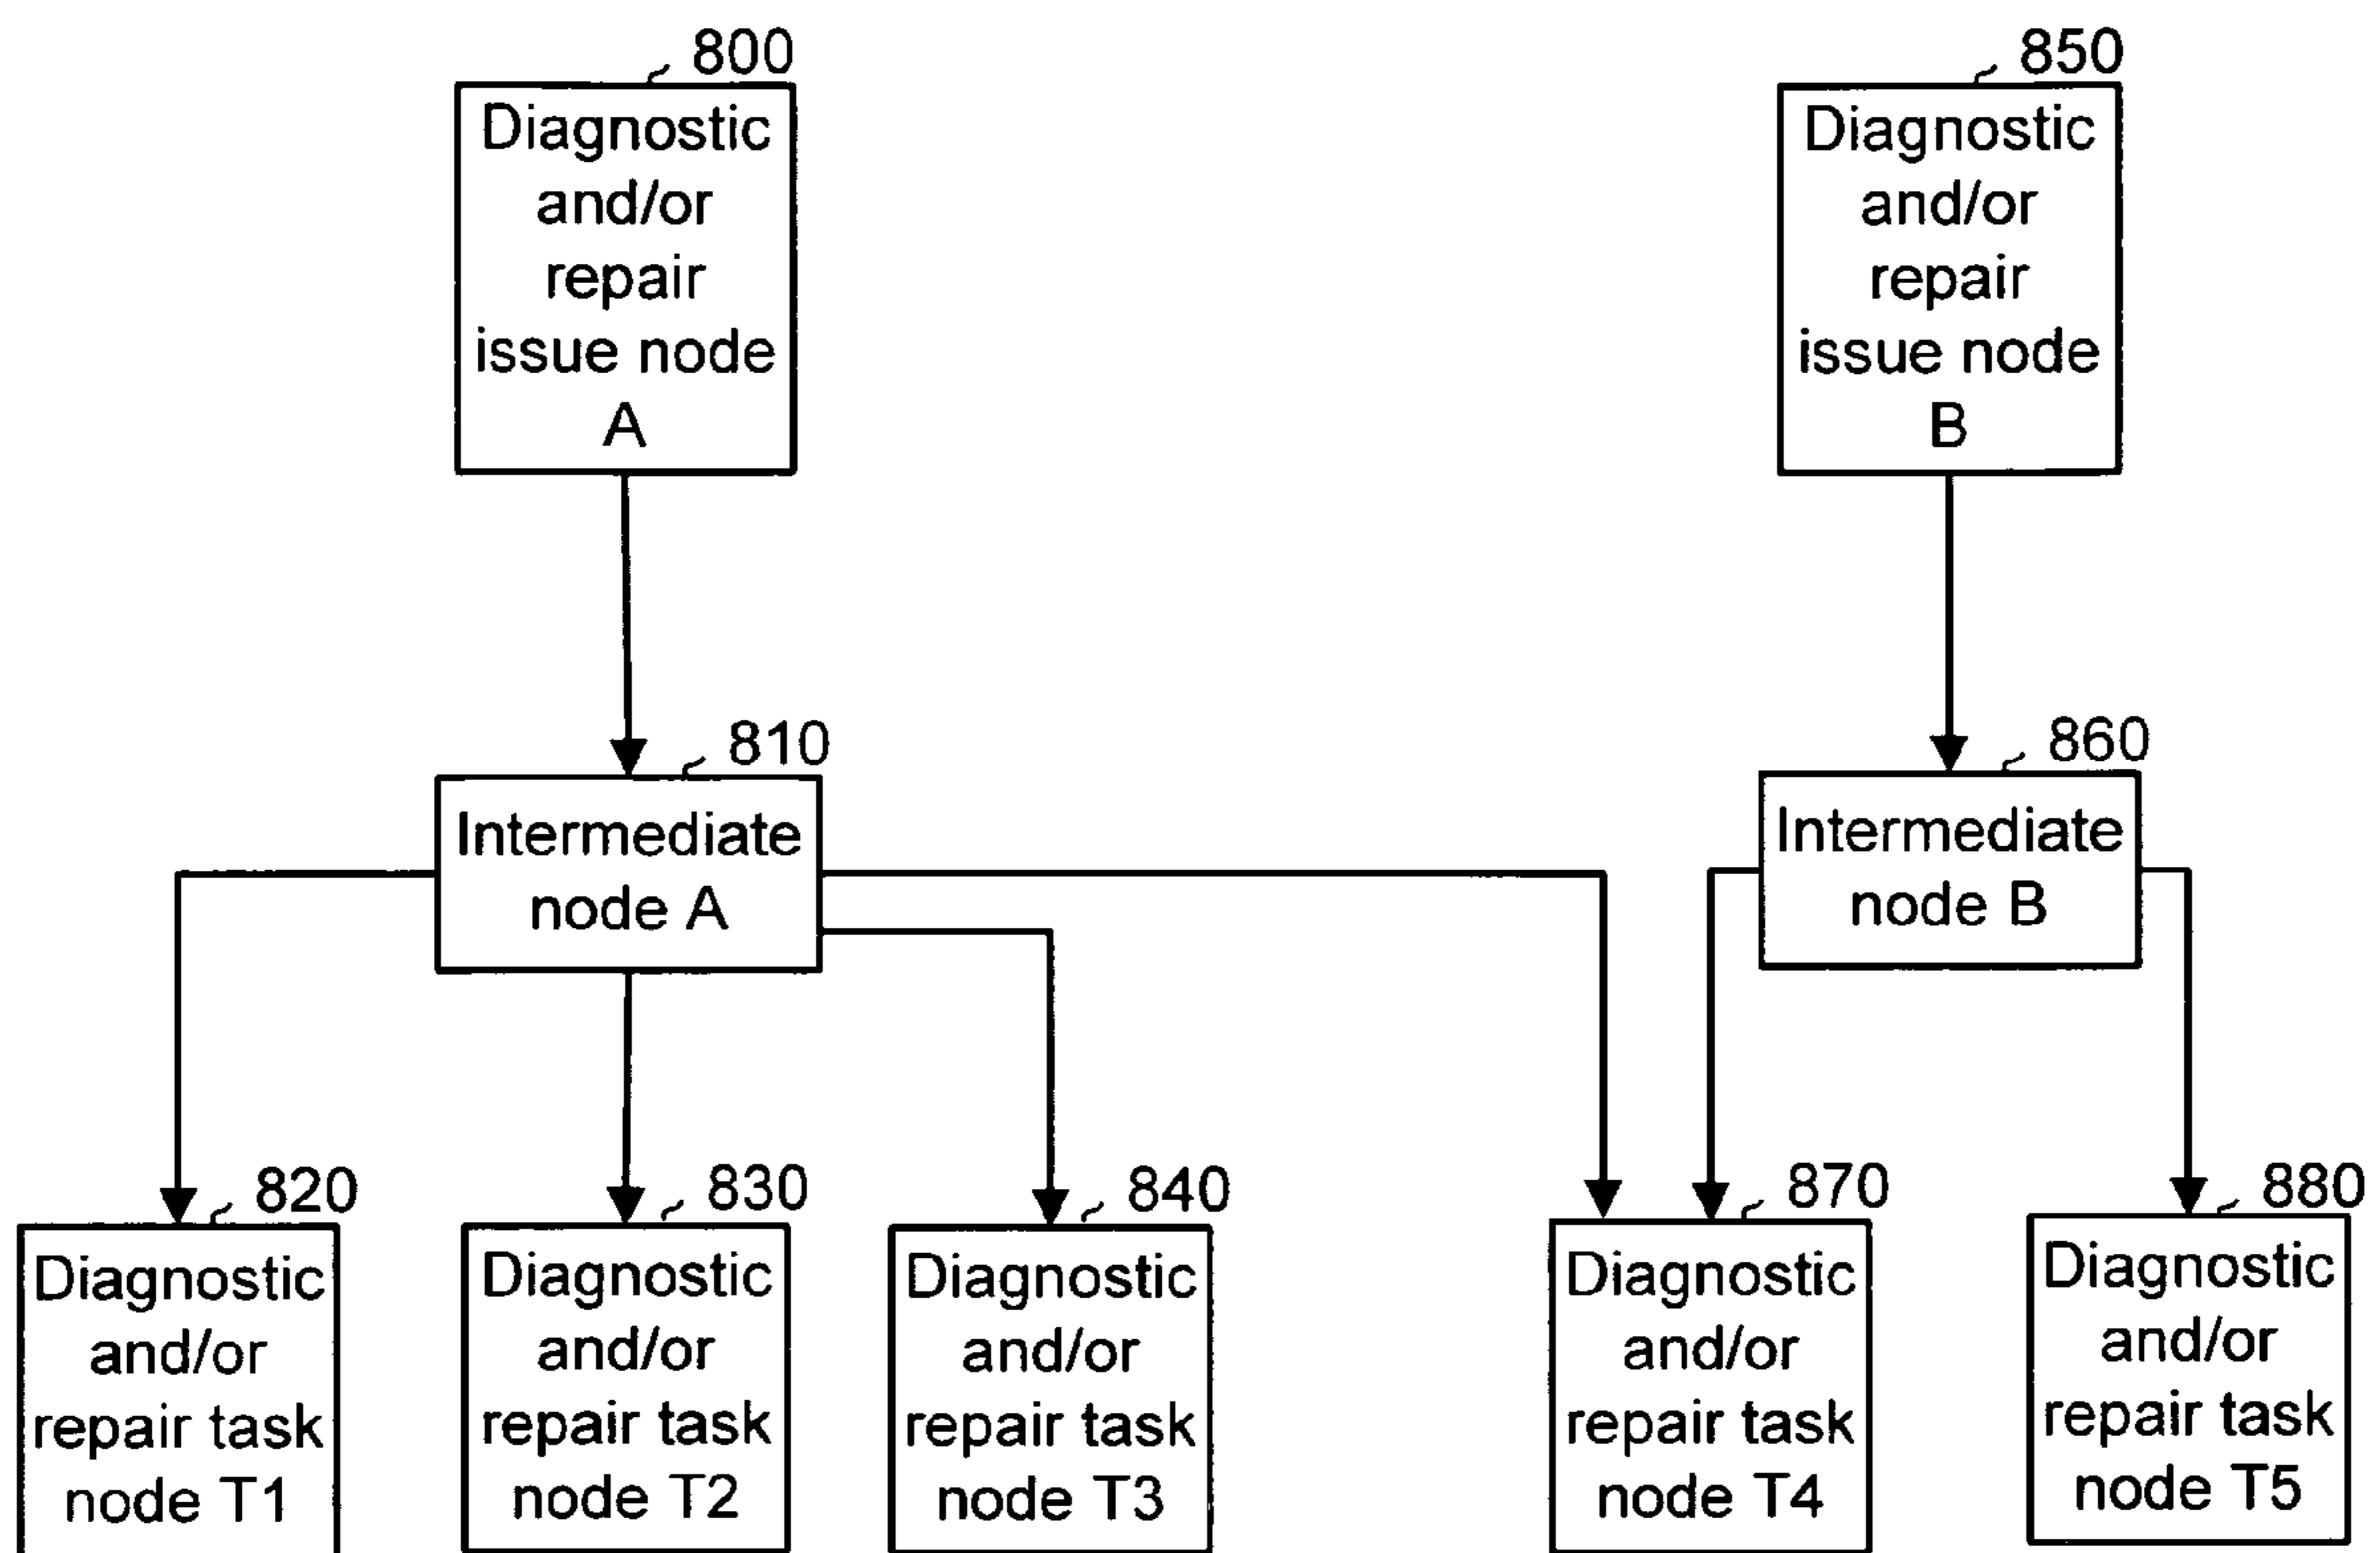 800
Diagnostic
and/or
repair
issue node
A
850
Diagnostic
and/or
repair
issue node
B
810
Intermediate
node A
860
Intermediate
node B
820
Diagnostic
and/or
repair task
node T1
830
Diagnostic
and/or
repair task
node T2
840
Diagnostic
and/or
repair task
node T3
870
Diagnostic
and/or
repair task
node T4
880
Diagnostic
and/or
repair task
node T5